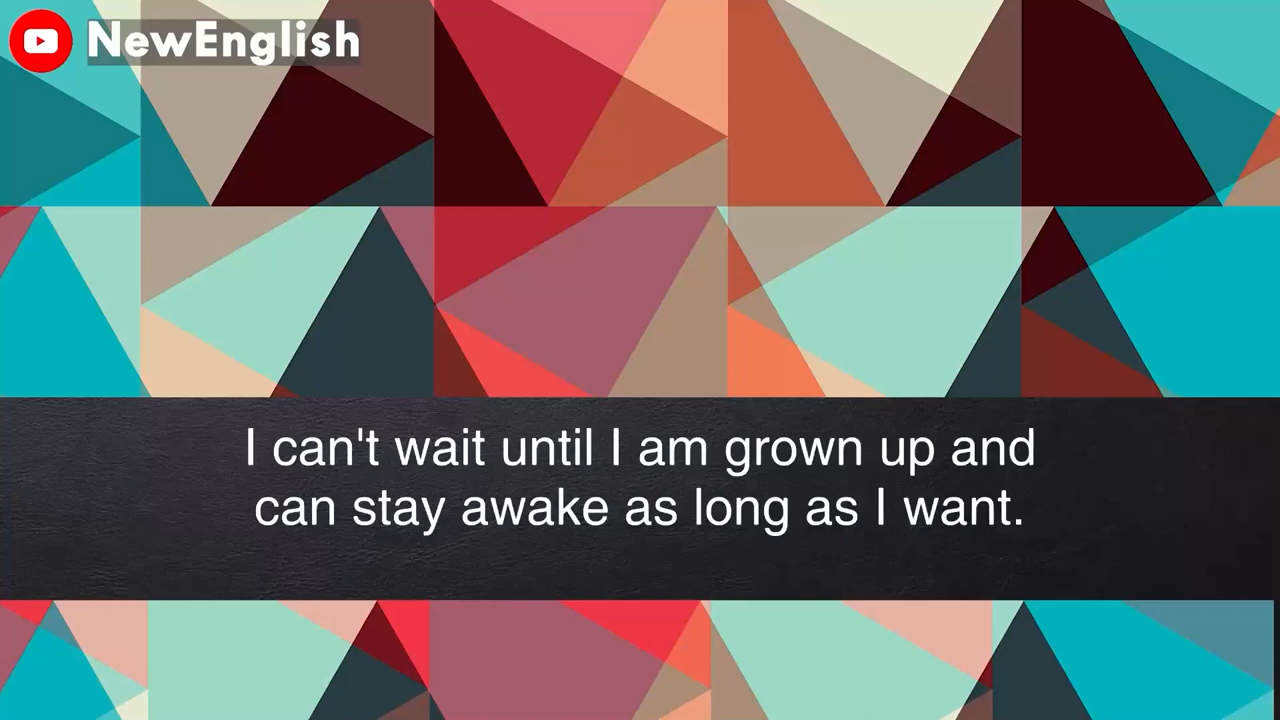 NewEnglish
I can't wait until I am grown up and
can stay awake as long as I want.